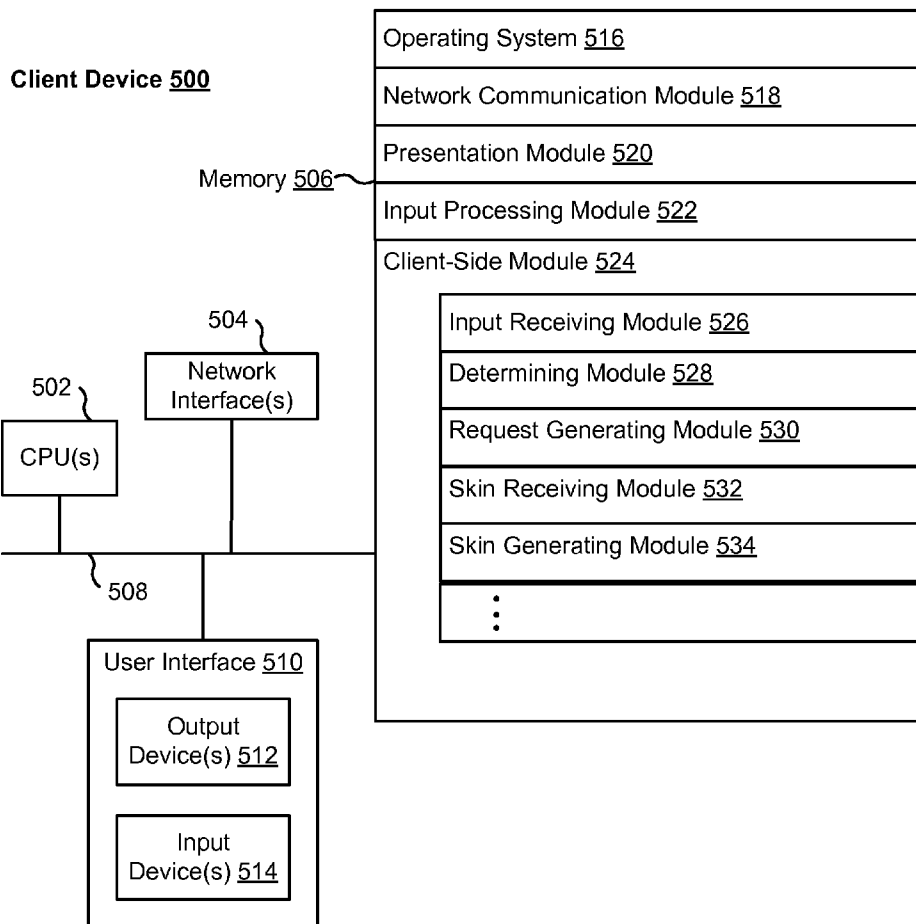 Client Device 500
Operating System 516
Network Communication Module 518
Presentation Module 520
Memory 506
Input Processing Module 522
Client-Side Module 524
Input Receiving Module 526
Determining Module 528
Request Generating Module 530
Skin Receiving Module 532
Skin Generating Module 534
504
Network
Interface(s)
502
CPU(s)
508
User Interface 510
Output
Device(s) 512
Input
Device(s) 514